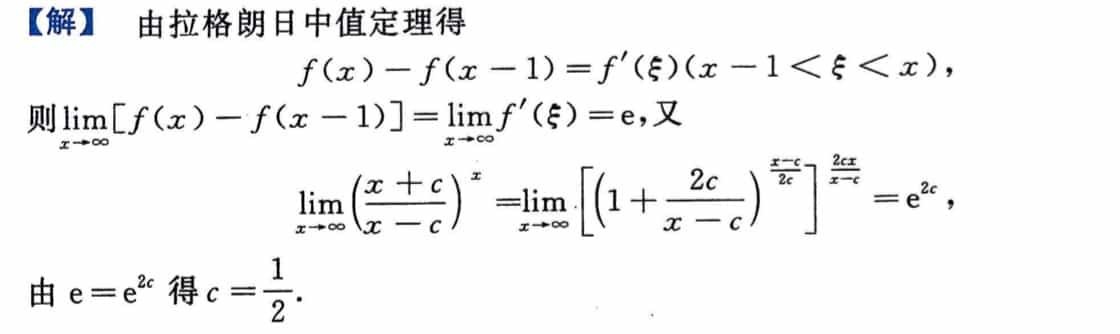 【解】 由拉格朗日中值定理得
f(x)－f(x－1)＝f′(ξ)(x－1＜ξ＜x),
则 lim_{x→∞}[f(x)－f(x－1)]＝lim_{x→∞} f′(ξ)＝e,又
lim_{x→∞}((x＋c)/(x－c))^x ＝lim_{x→∞}[(1＋2c/(x－c))^{(x－c)/2c}]^{2cx/(x－c)}＝e^{2c},
由 e＝e^{2c} 得 c＝1/2.